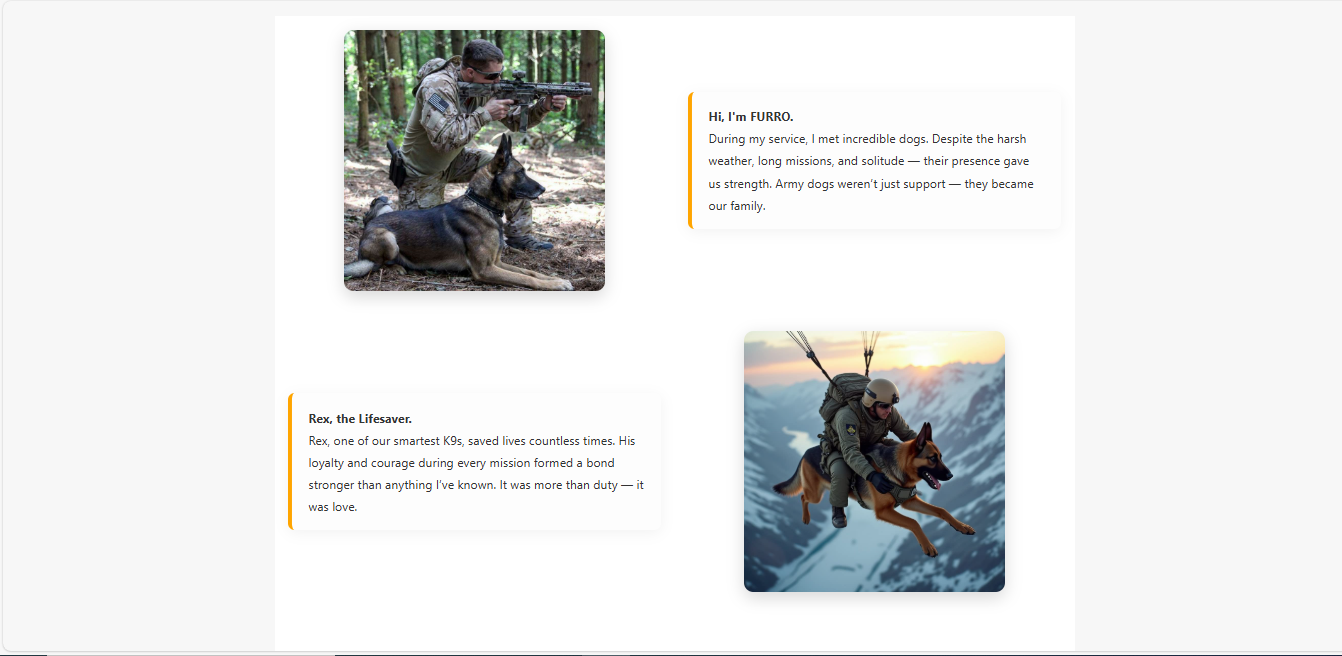 Hi, I'm FURRO.
During my service, I met incredible dogs. Despite the harsh
weather, long missions, and solitude — their presence gave
us strength. Army dogs weren't just support — they became
our family.
Rex, the Lifesaver.
Rex, one of our smartest K9s, saved lives countless times. His
loyalty and courage during every mission formed a bond
stronger than anything I've known. It was more than duty — it
was love.